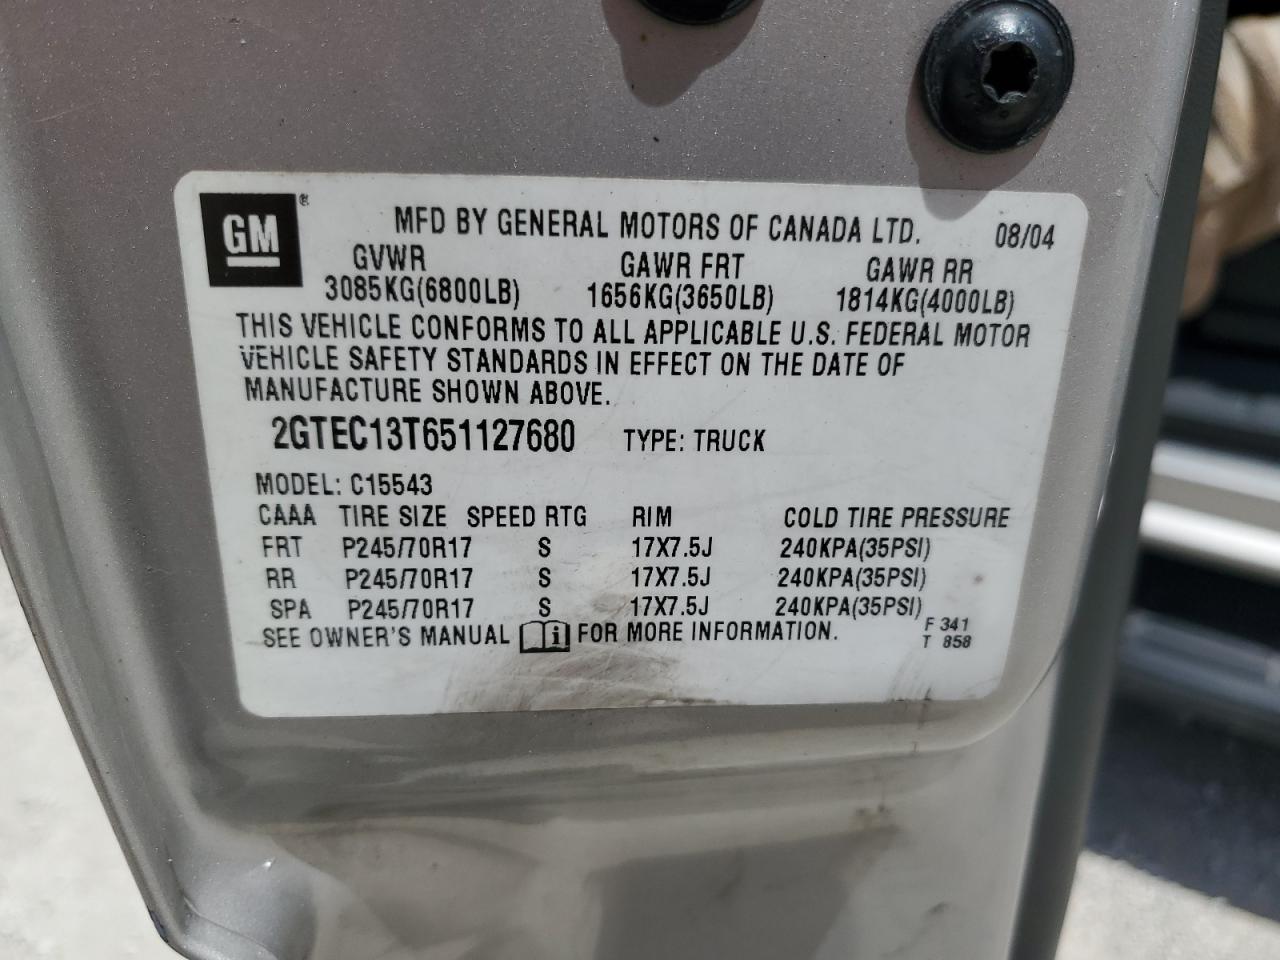 GM® MFD BY GENERAL MOTORS OF CANADA LTD. 08/04
GVWR GAWR FRT GAWR RR
3085KG(6800LB) 1656KG(3650LB) 1814KG(4000LB)
THIS VEHICLE CONFORMS TO ALL APPLICABLE U.S. FEDERAL MOTOR
VEHICLE SAFETY STANDARDS IN EFFECT ON THE DATE OF
MANUFACTURE SHOWN ABOVE.
2GTEC13T651127680 TYPE: TRUCK
MODEL: C15543
CAAA TIRE SIZE SPEED RTG RIM COLD TIRE PRESSURE
FRT P245/70R17 S 17X7.5J 240KPA(35PSI)
RR P245/70R17 S 17X7.5J 240KPA(35PSI)
SPA P245/70R17 S 17X7.5J 240KPA(35PSI)
SEE OWNER'S MANUAL i FOR MORE INFORMATION.
F 341
T 858